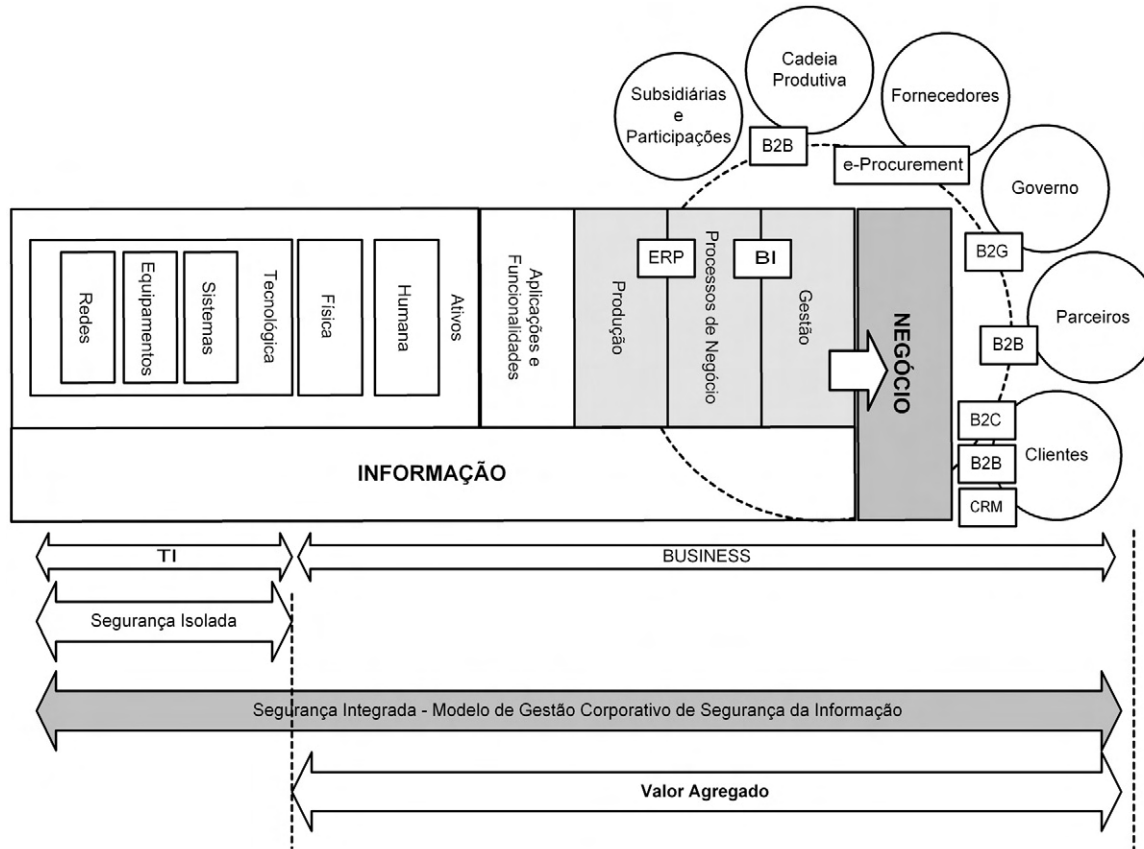 Cadeia
Produtiva
Subsidiárias
e
Participações
Fornecedores
B2B
e-Procurement
Governo
B2G
Parceiros
B2B
B2C
B2B
CRM
Clientes
Redes
Equipamentos
Sistemas
Tecnológica
Física
Humana
Ativos
Aplicações e
Funcionalidades
Produção
ERP
Processos de Negócio
BI
Gestão
NEGÓCIO
INFORMAÇÃO
TI
BUSINESS
Segurança Isolada
Segurança Integrada - Modelo de Gestão Corporativo de Segurança da Informação
Valor Agregado